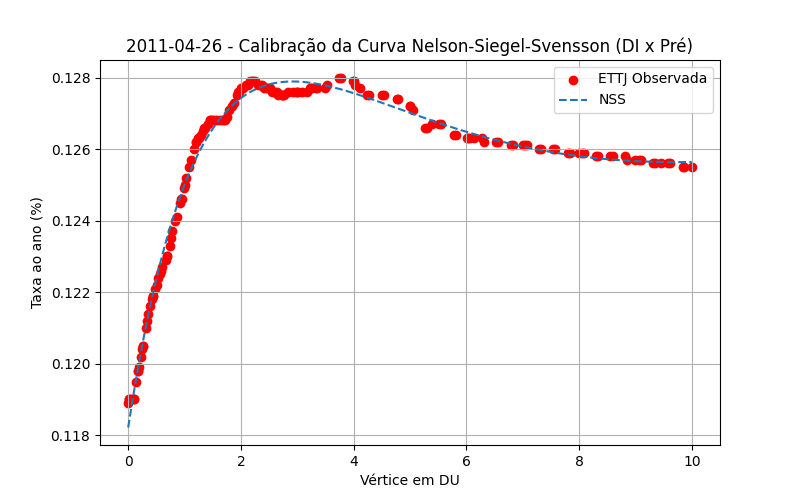 2011-04-26 - Calibração da Curva Nelson-Siegel-Svensson (DI x Pré)
ETTJ Observada
NSS
Taxa ao ano (%)
0.128
0.126
0.124
0.122
0.120
0.118
0 2 4 6 8 10
Vértice em DU